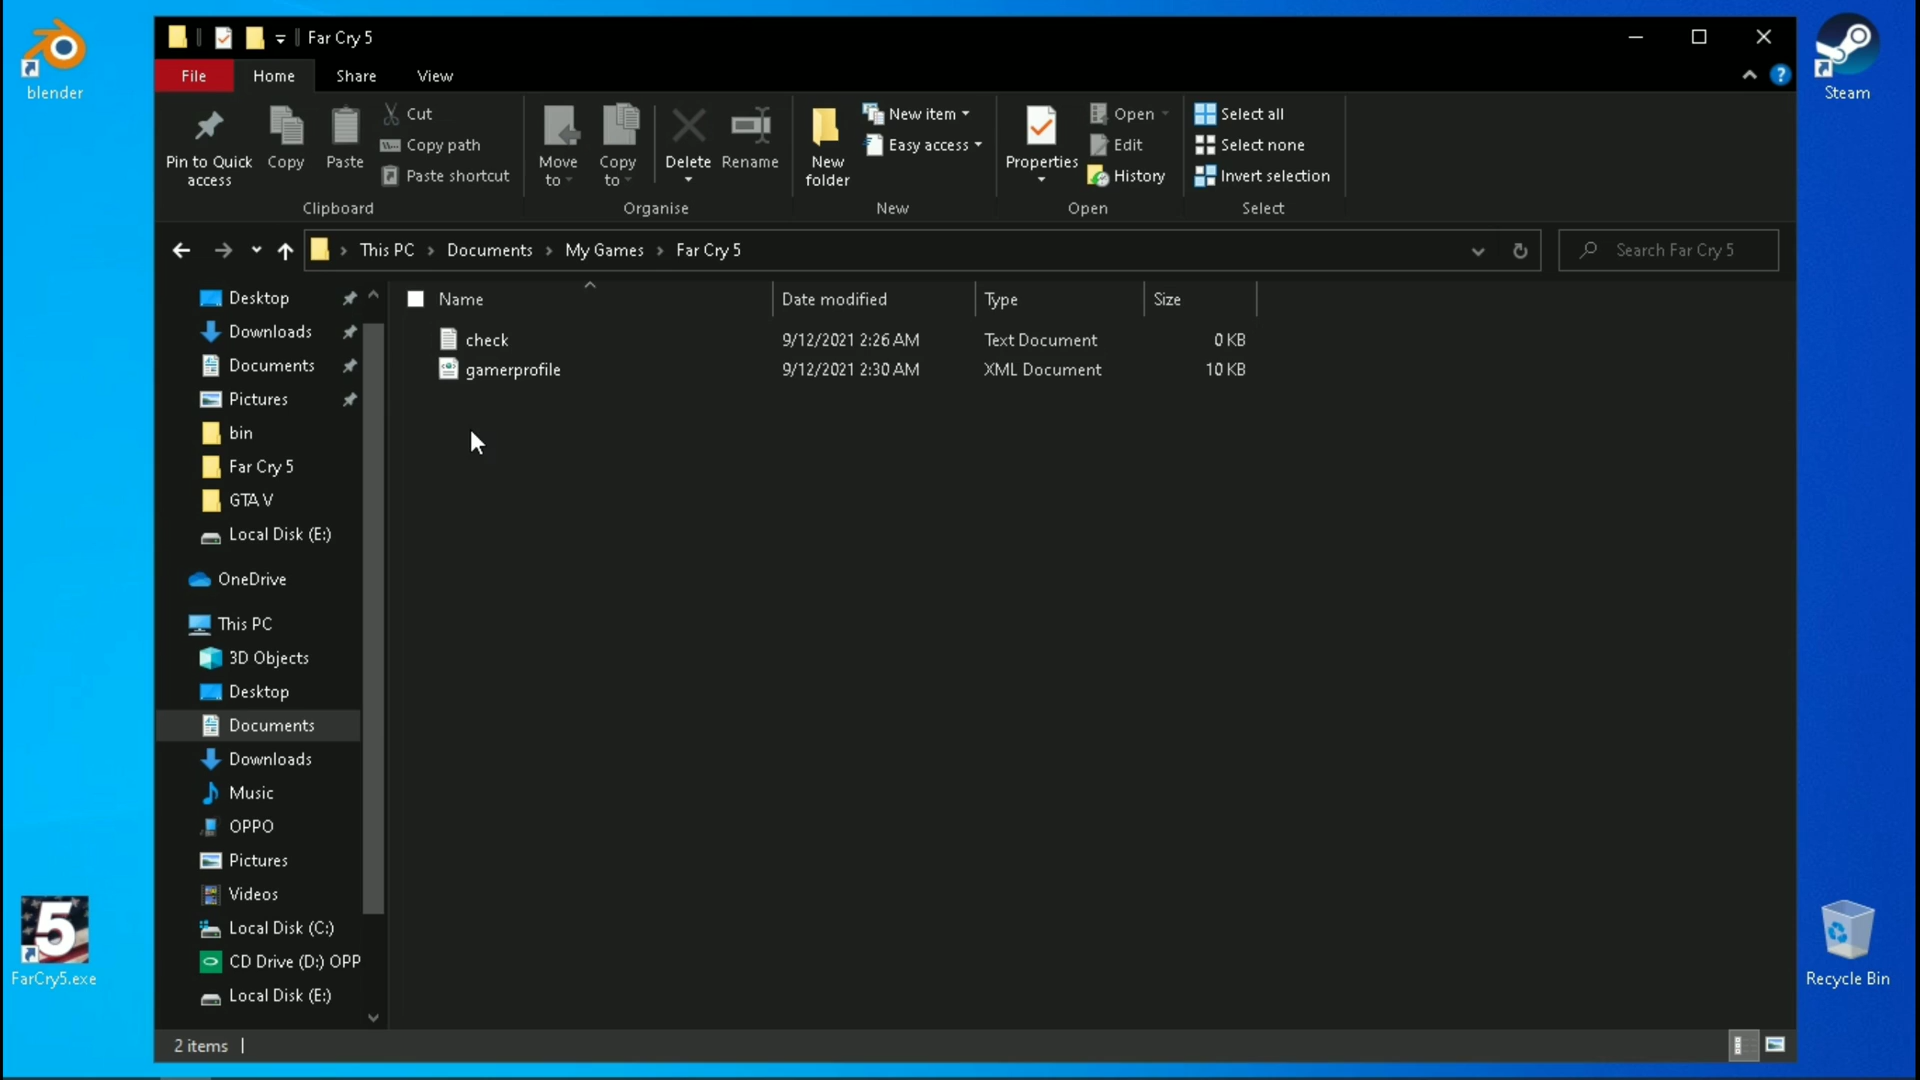 Far Cry 5
File Home Share View
blender
Steam
Pin to Quick access
Copy
Paste
Cut
Copy path
Paste shortcut
Clipboard
Move to
Copy to
Delete
Rename
Organise
New folder
New item
Easy access
New
Properties
Open
Edit
History
Open
Select all
Select none
Invert selection
Select
This PC > Documents > My Games > Far Cry 5
Search Far Cry 5
Name Date modified Type Size
check 9/12/2021 2:26 AM Text Document 0 KB
gamerprofile 9/12/2021 2:30 AM XML Document 10 KB
Desktop
Downloads
Documents
Pictures
bin
Far Cry 5
GTA V
Local Disk (E:)
OneDrive
This PC
3D Objects
Desktop
Documents
Downloads
Music
OPPO
Pictures
Videos
Local Disk (C:)
CD Drive (D:) OPP
Local Disk (E:)
2 items
5
FarCry5.exe
Recycle Bin